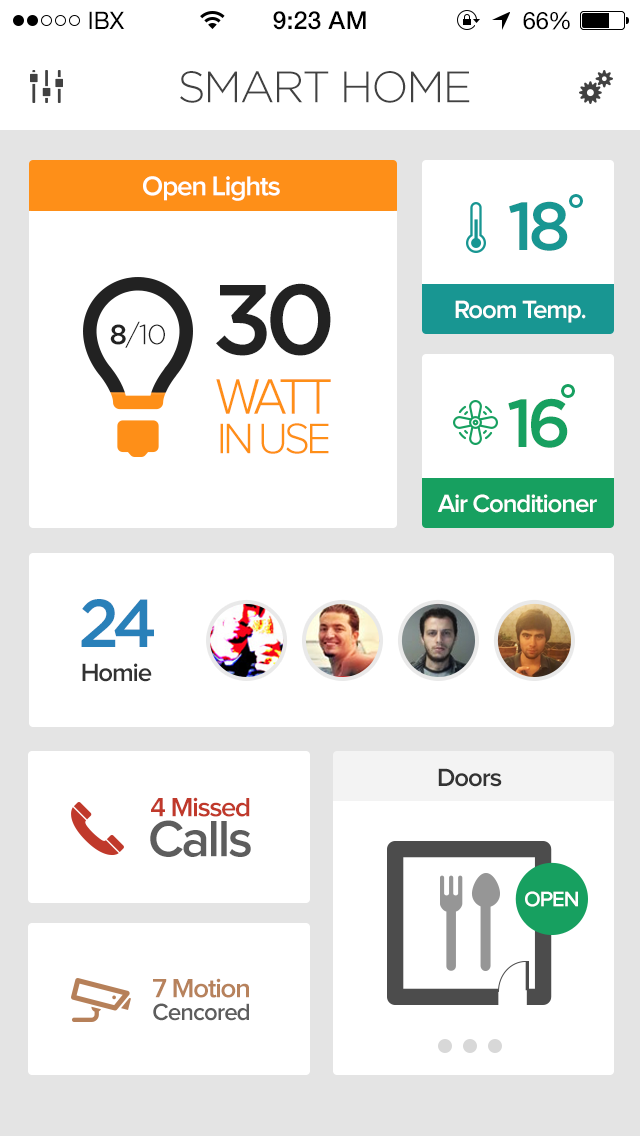 IBX 9:23 AM 66%
SMART HOME
Open Lights
8/10
30
WATT
IN USE
18°
Room Temp.
16°
Air Conditioner
24
Homie
4 Missed
Calls
7 Motion
Cencored
Doors
OPEN